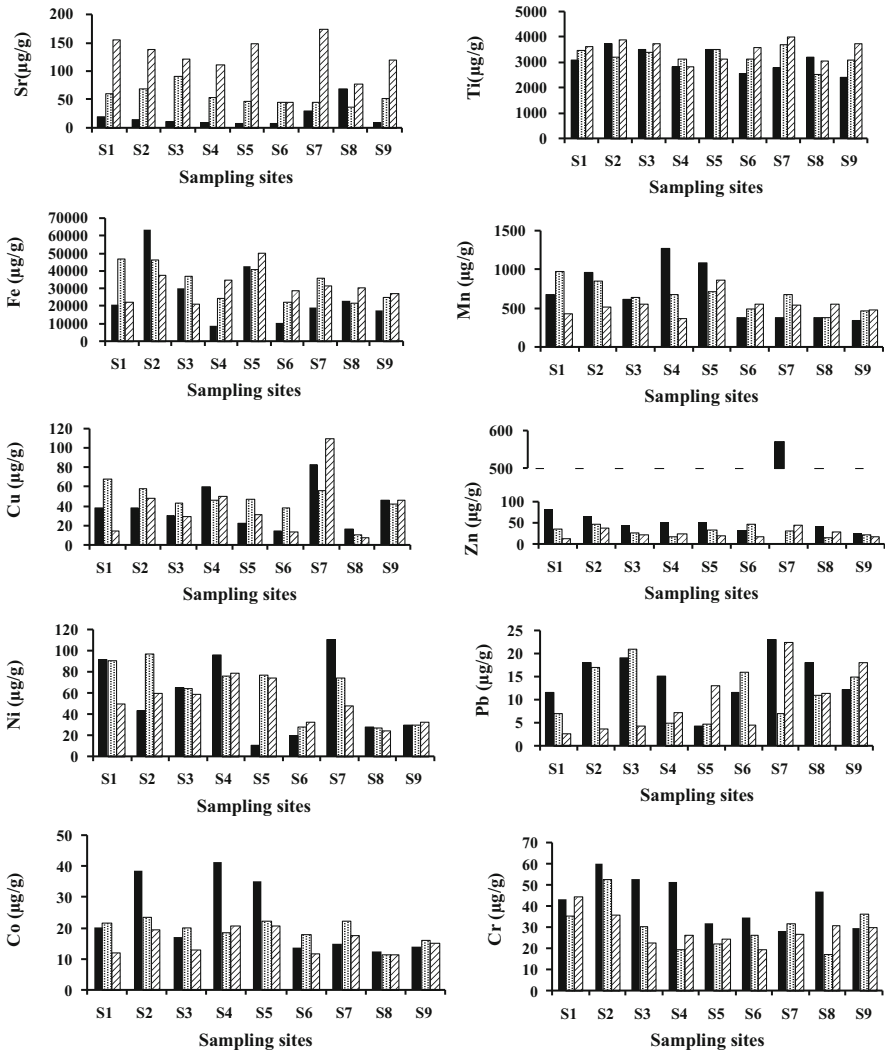 Sr(µg/g)
200
150
100
50
0
S1 S2 S3 S4 S5 S6 S7 S8 S9
Sampling sites
Ti(µg/g)
5000
4000
3000
2000
1000
0
S1 S2 S3 S4 S5 S6 S7 S8 S9
Sampling sites
Fe (µg/g)
70000
60000
50000
40000
30000
20000
10000
0
S1 S2 S3 S4 S5 S6 S7 S8 S9
Sampling sites
Mn (µg/g)
1500
1000
500
0
S1 S2 S3 S4 S5 S6 S7 S8 S9
Sampling sites
Cu (µg/g)
120
100
80
60
40
20
0
S1 S2 S3 S4 S5 S6 S7 S8 S9
Sampling sites
Zn (µg/g)
600
500
100
50
0
S1 S2 S3 S4 S5 S6 S7 S8 S9
Sampling sites
Ni (µg/g)
120
100
80
60
40
20
0
S1 S2 S3 S4 S5 S6 S7 S8 S9
Sampling sites
Pb (µg/g)
25
20
15
10
5
0
S1 S2 S3 S4 S5 S6 S7 S8 S9
Sampling sites
Co (µg/g)
50
40
30
20
10
0
S1 S2 S3 S4 S5 S6 S7 S8 S9
Sampling sites
Cr (µg/g)
70
60
50
40
30
20
10
0
S1 S2 S3 S4 S5 S6 S7 S8 S9
Sampling sites